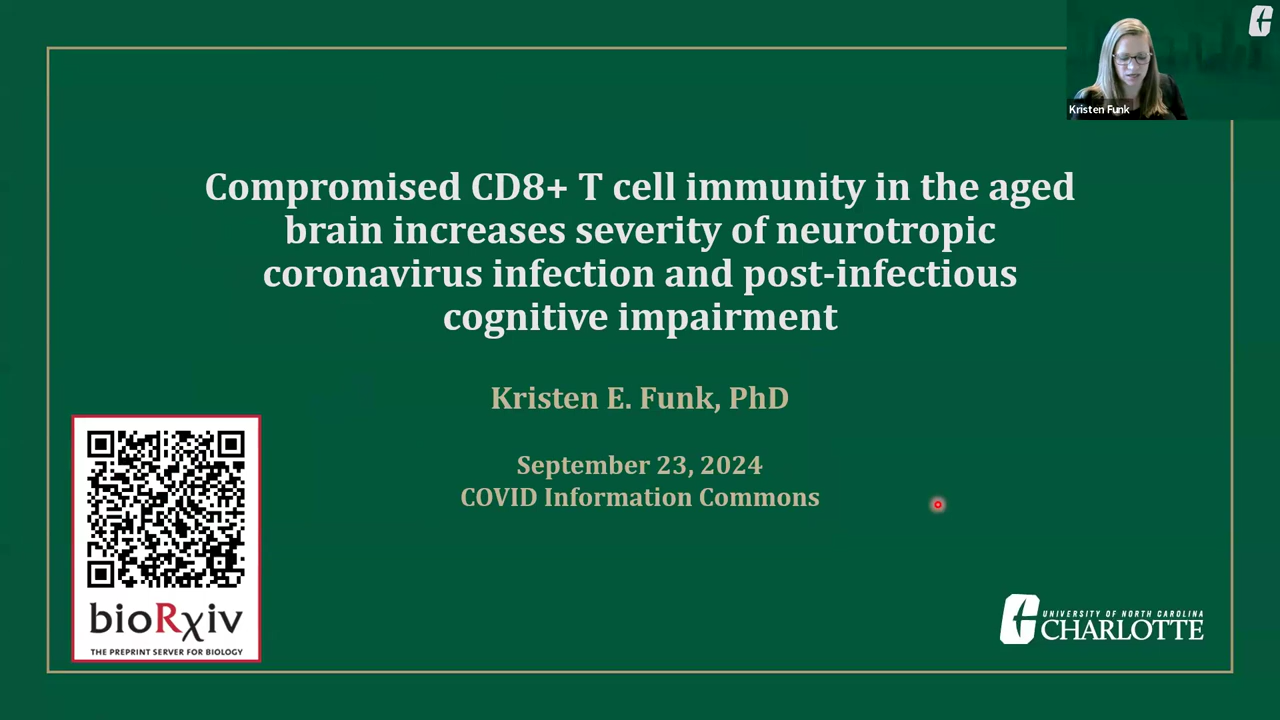 Kristen Funk
Compromised CD8+ T cell immunity in the aged
brain increases severity of neurotropic
coronavirus infection and post-infectious
cognitive impairment
Kristen E. Funk, PhD
September 23, 2024
COVID Information Commons
bioRxiv
THE PREPRINT SERVER FOR BIOLOGY
UNIVERSITY OF NORTH CAROLINA
CHARLOTTE